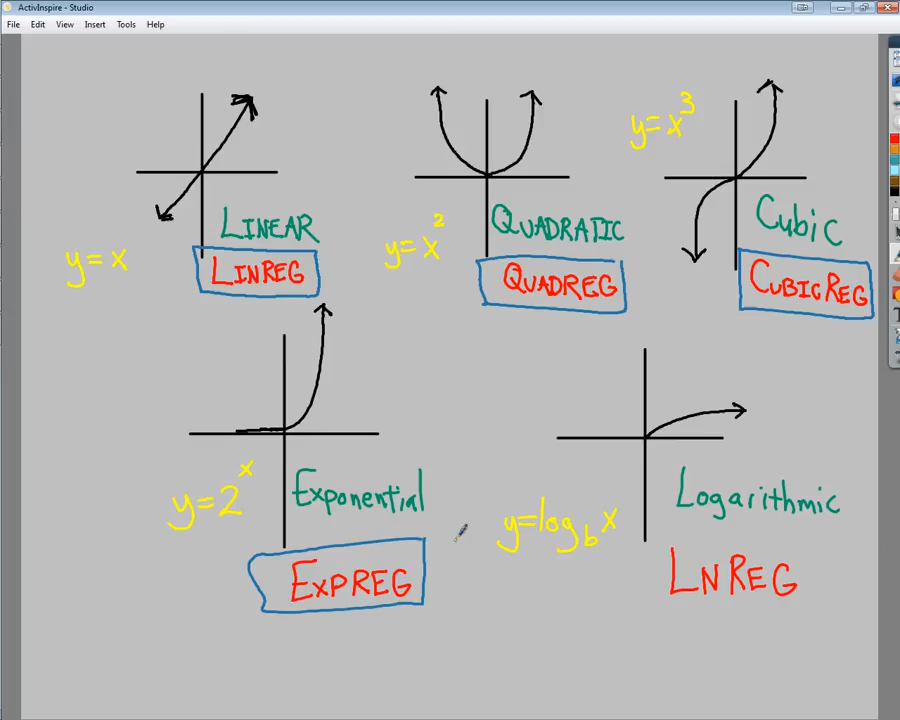 ActivInspire - Studio
File Edit View Insert Tools Help
y=x
LINEAR
LINREG
y=x²
QUADRATIC
QUADREG
y=x³
Cubic
CUBICREG
y=2ˣ
Exponential
EXPREG
y=log_b x
Logarithmic
LNREG